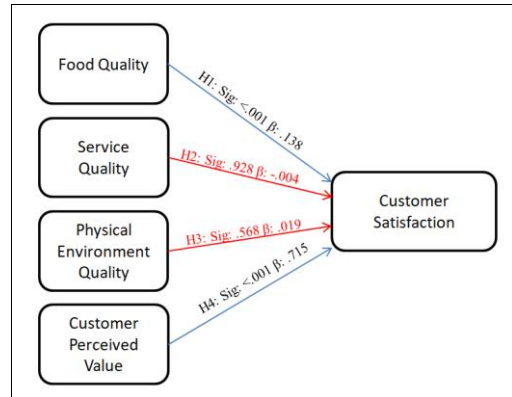 Food Quality
H1: Sig: <.001 β: .138
Service
Quality
H2: Sig: .928 β: -.004
Customer
Satisfaction
Physical
Environment
Quality
H3: Sig: .568 β: .019
Customer
Perceived
Value
H4: Sig: <.001 β: .715